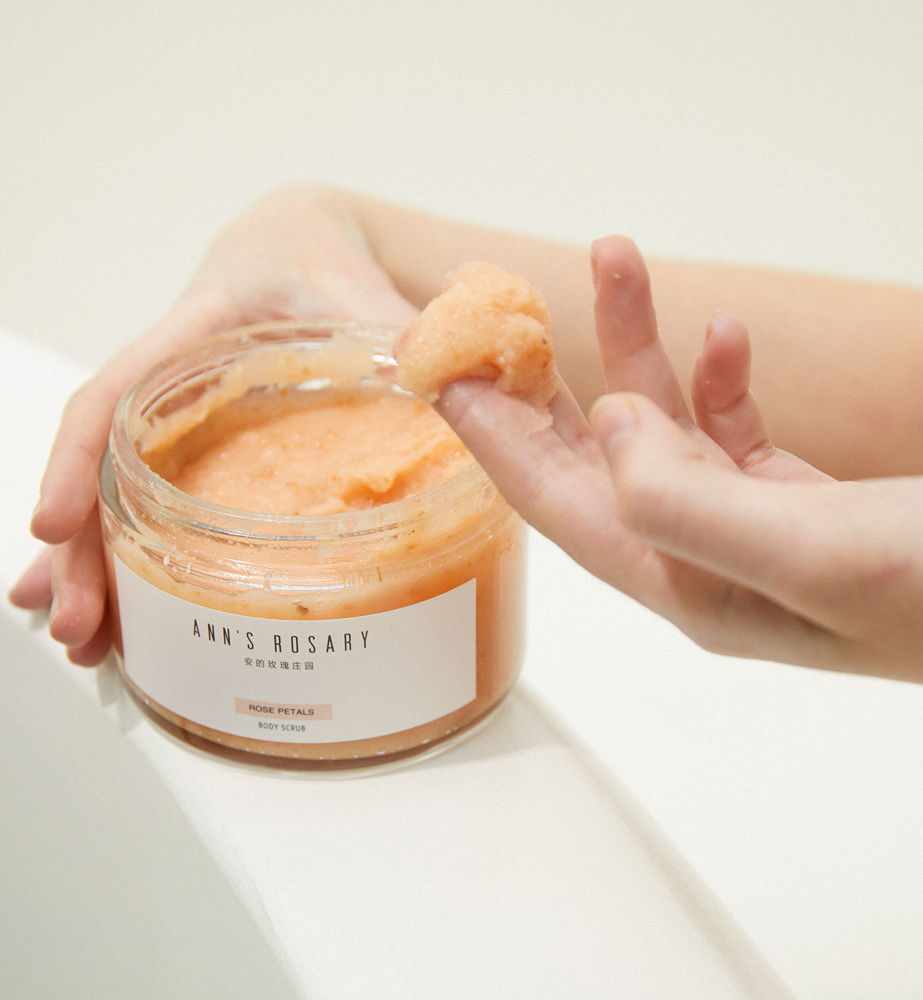 ANN'S ROSARY
安的玫瑰庄园
ROSE PETALS
BODY SCRUB